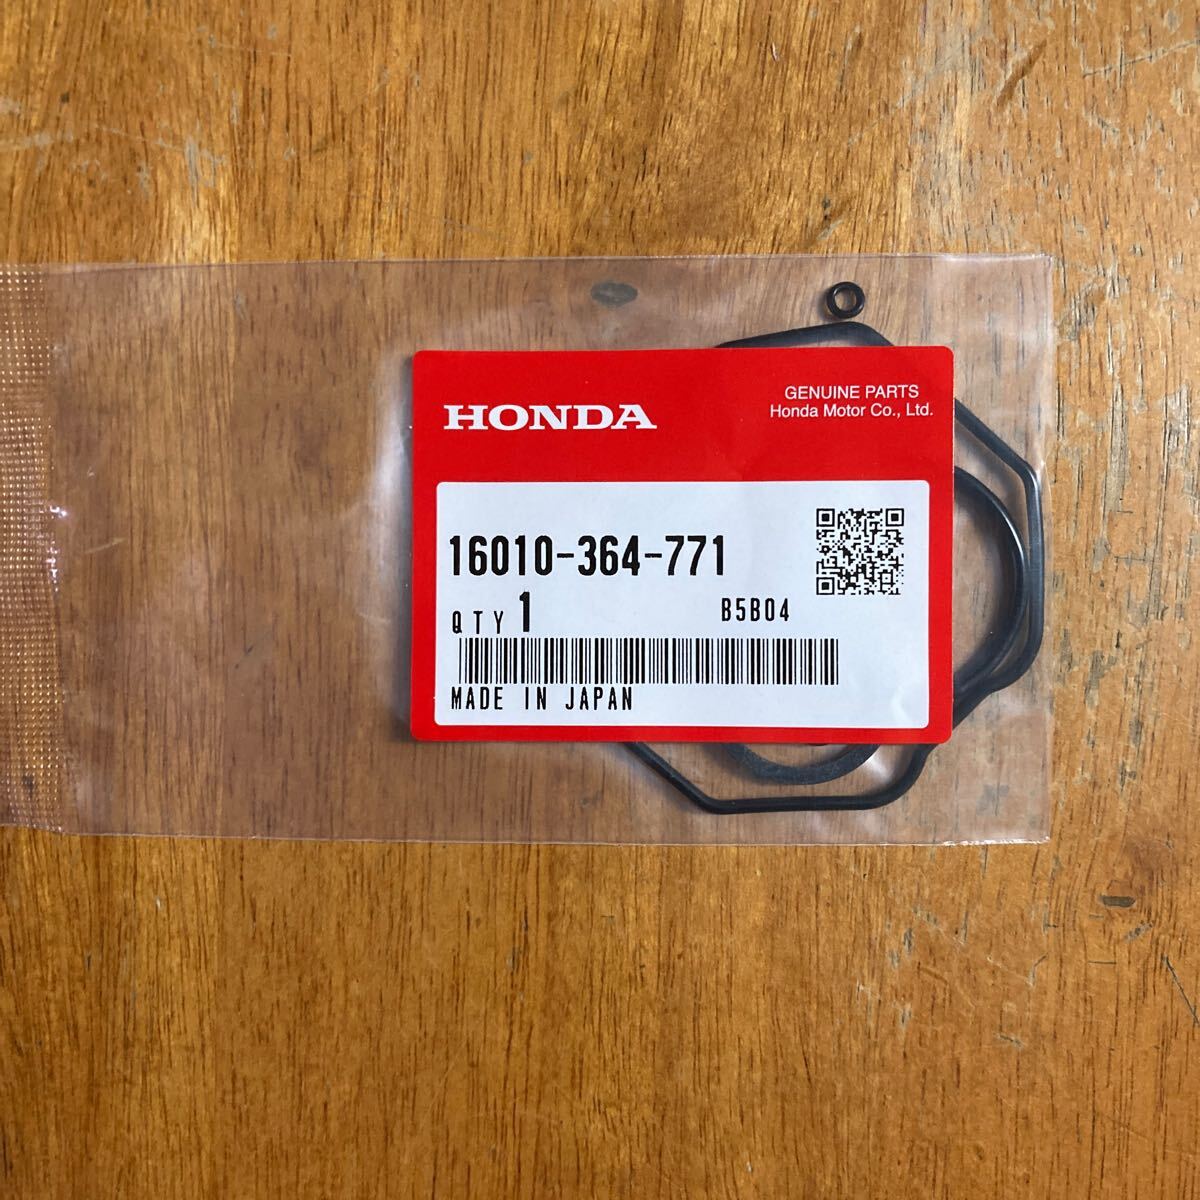 HONDA
GENUINE PARTS
Honda Motor Co., Ltd.
16010-364-771
QTY 1 B5B04
MADE IN JAPAN